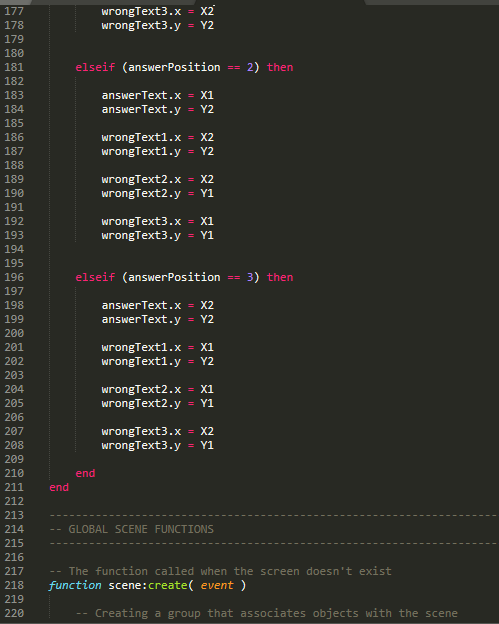 177 wrongText3.x = X2
178 wrongText3.y = Y2
179
180
181 elseif (answerPosition == 2) then
182
183 answerText.x = X1
184 answerText.y = Y2
185
186 wrongText1.x = X2
187 wrongText1.y = Y2
188
189 wrongText2.x = X2
190 wrongText2.y = Y1
191
192 wrongText3.x = X1
193 wrongText3.y = Y1
194
195
196 elseif (answerPosition == 3) then
197
198 answerText.x = X2
199 answerText.y = Y2
200
201 wrongText1.x = X1
202 wrongText1.y = Y2
203
204 wrongText2.x = X1
205 wrongText2.y = Y2
206
207 wrongText3.x = X2
208 wrongText3.y = Y1
209
210 end
211 end
212
213 -----------------------------------------------------------------
214 -- GLOBAL SCENE FUNCTIONS
215 -----------------------------------------------------------------
216
217 -- The function called when the screen doesn't exist
218 function scene:create( event )
219
220 -- Creating a group that associates objects with the scene